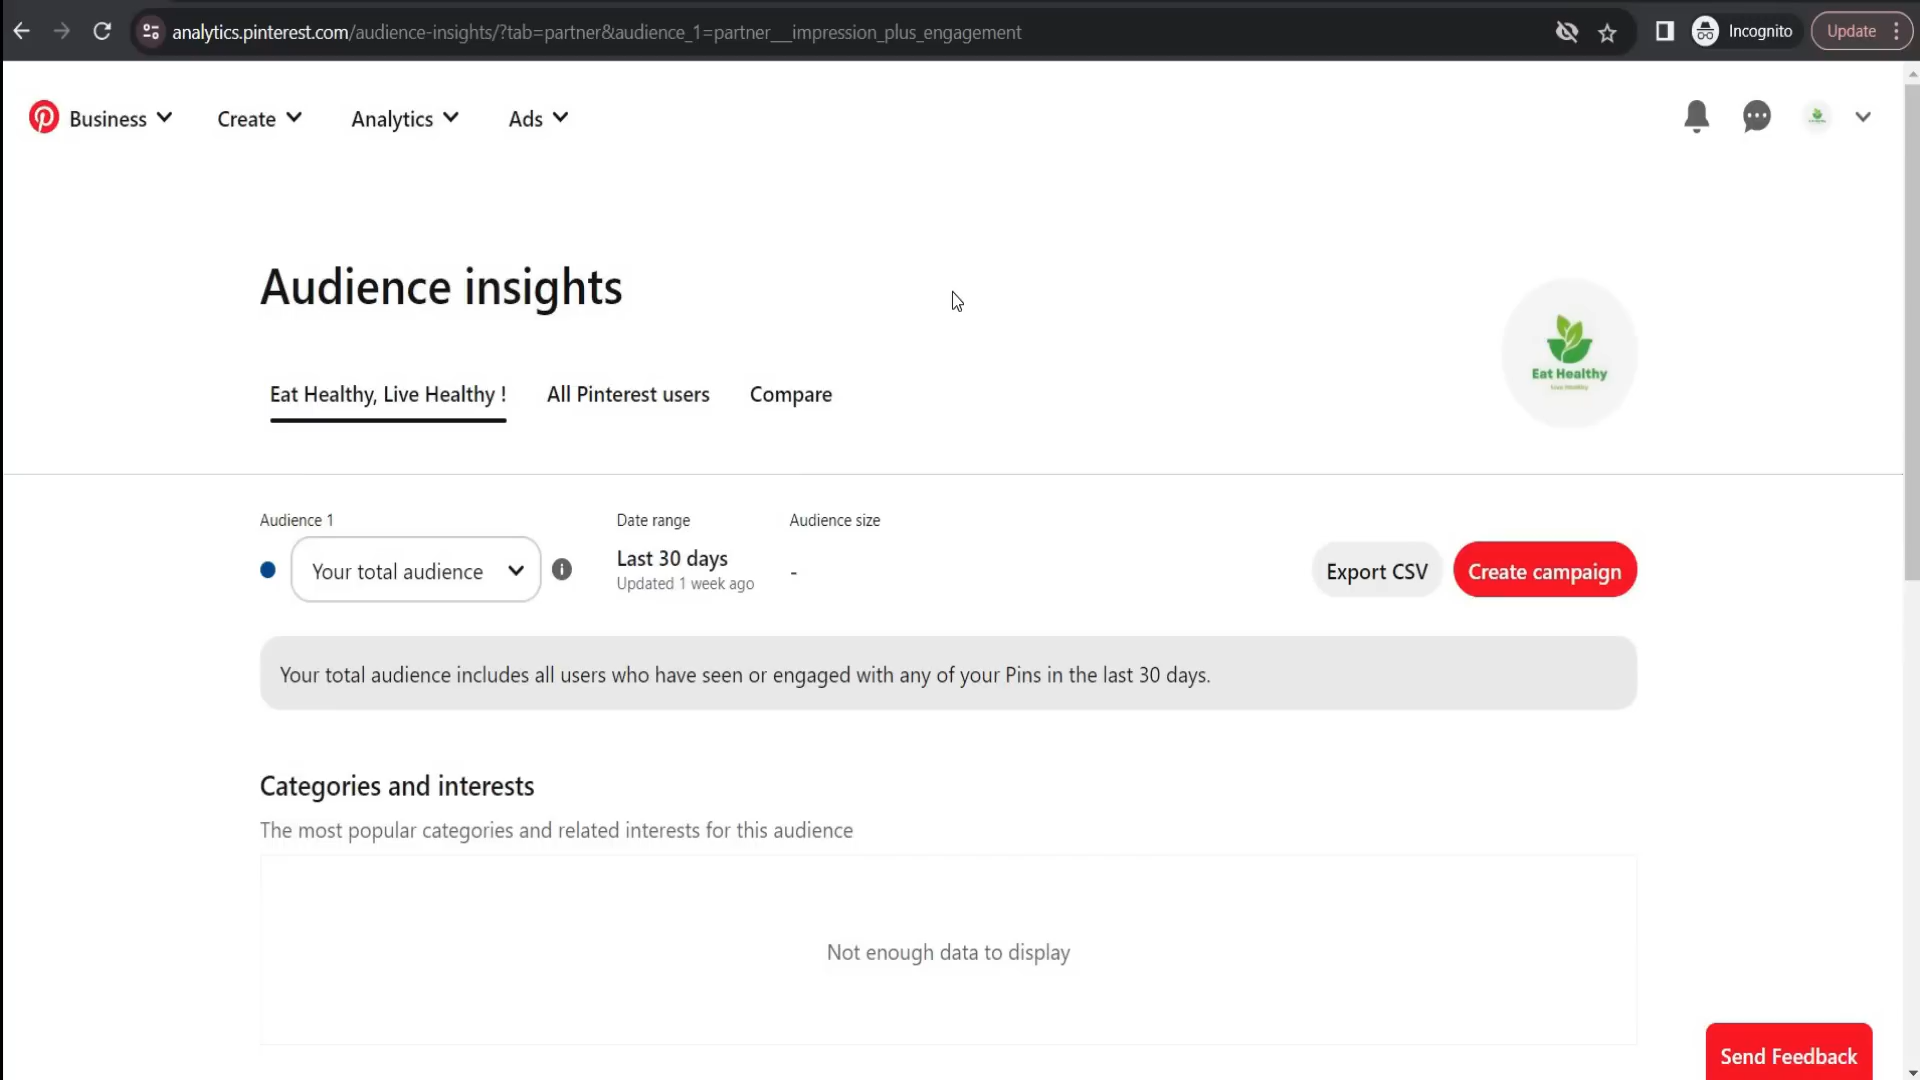 analytics.pinterest.com/audience-insights/?tab=partner&audience_1=partner__impression_plus_engagement
Incognito
Update
Business
Create
Analytics
Ads
Audience insights
Eat Healthy
Live Healthy
Eat Healthy, Live Healthy !
All Pinterest users
Compare
Audience 1
Date range
Audience size
Your total audience
Last 30 days
Updated 1 week ago
-
Export CSV
Create campaign
Your total audience includes all users who have seen or engaged with any of your Pins in the last 30 days.
Categories and interests
The most popular categories and related interests for this audience
Not enough data to display
Send Feedback